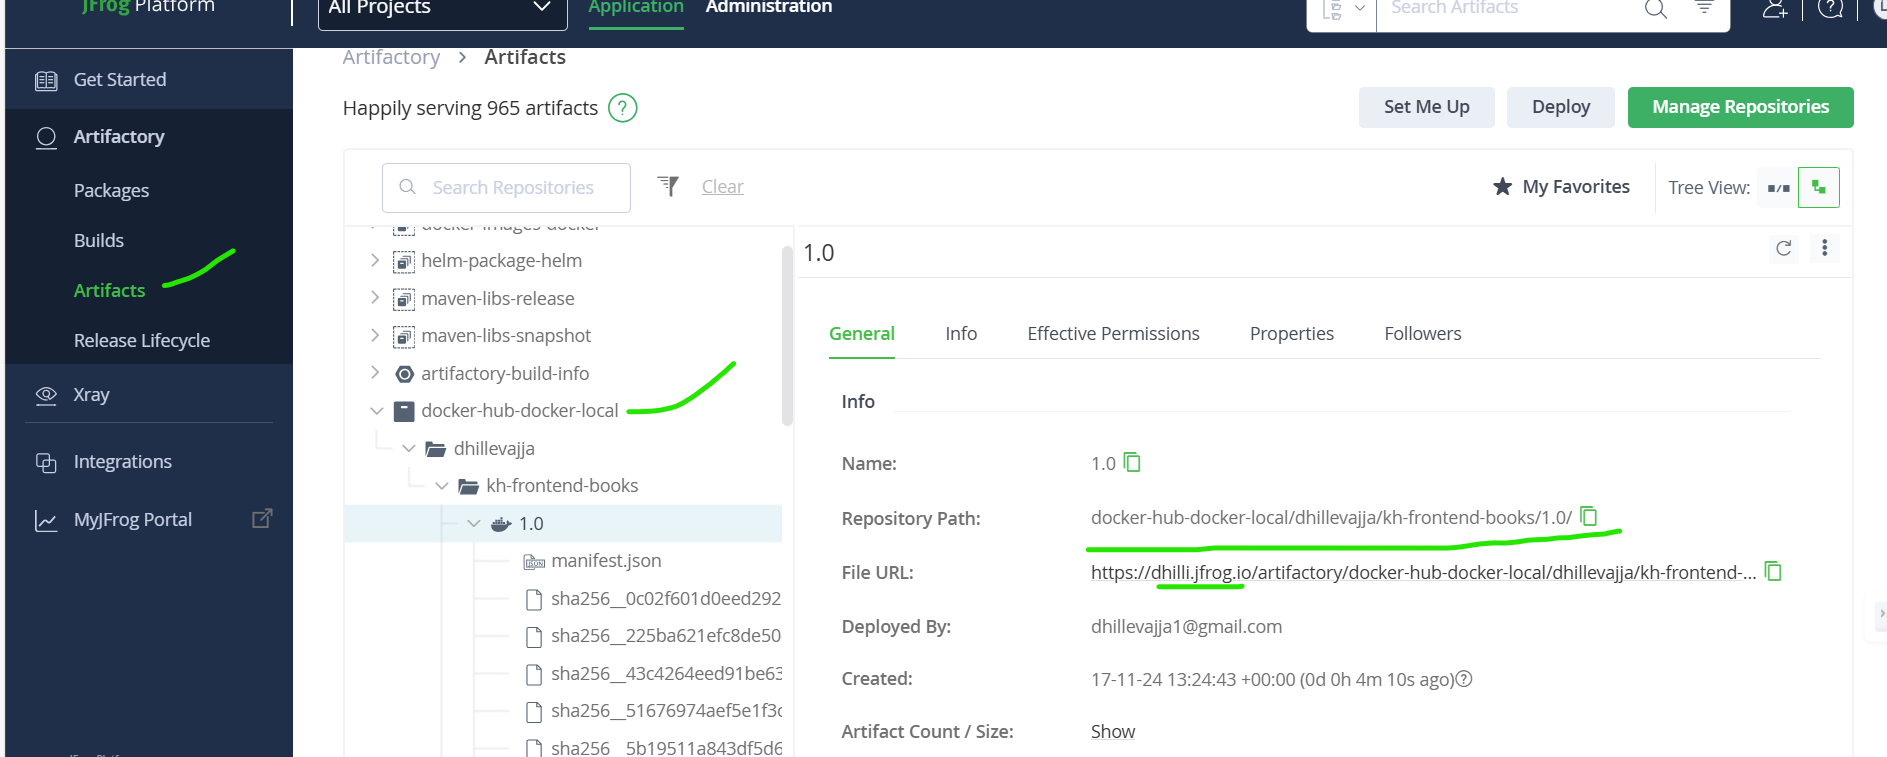 JFrog Platform
All Projects
Application
Administration
Search Artifacts
Get Started
Artifactory
Packages
Builds
Artifacts
Release Lifecycle
Xray
Integrations
MyJFrog Portal
Artifactory > Artifacts
Happily serving 965 artifacts ?
Set Me Up
Deploy
Manage Repositories
Search Repositories
Clear
My Favorites
Tree View:
docker-images-docker
helm-package-helm
maven-libs-release
maven-libs-snapshot
artifactory-build-info
docker-hub-docker-local
dhillevajja
kh-frontend-books
1.0
manifest.json
sha256__0c02f601d0eed292
sha256__225ba621efc8de50
sha256__43c4264eed91be63
sha256__51676974aef5e1f3c
sha256__5b19511a843df5d6
1.0
General
Info
Effective Permissions
Properties
Followers
Info
Name: 1.0
Repository Path: docker-hub-docker-local/dhillevajja/kh-frontend-books/1.0/
File URL: https://dhilli.jfrog.io/artifactory/docker-hub-docker-local/dhillevajja/kh-frontend-...
Deployed By: dhillevajja1@gmail.com
Created: 17-11-24 13:24:43 +00:00 (0d 0h 4m 10s ago)
Artifact Count / Size: Show